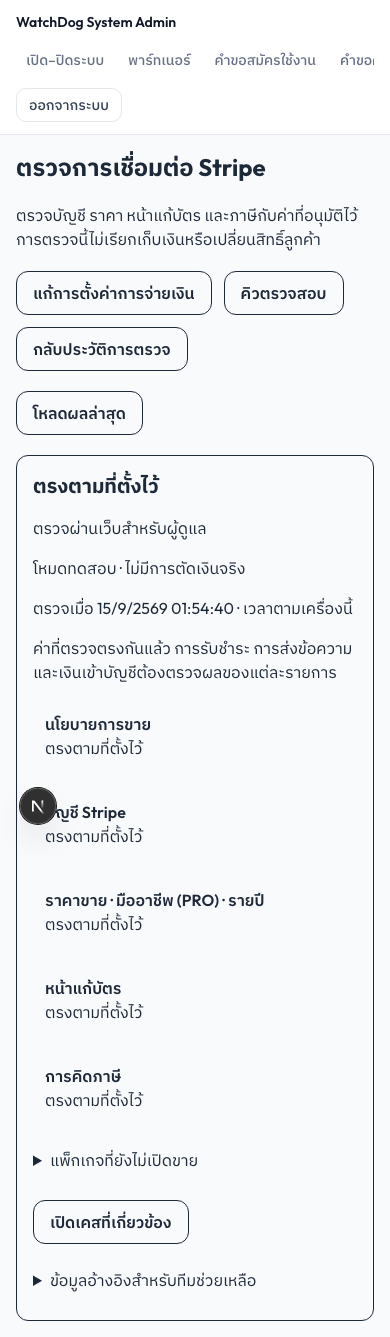 WatchDog System Admin
เปิด-ปิดระบบ พาร์ทเนอร์ คำขอสมัครใช้งาน
ออกจากระบบ
ตรวจการเชื่อมต่อ Stripe
ตรวจบัญชี ราคา หน้าแก้บัตร และภาษีกับค่าที่อนุมัติไว้
การตรวจนี้ไม่เรียกเก็บเงินหรือเปลี่ยนสิทธิ์ลูกค้า
แก้การตั้งค่าการจ่ายเงิน คิวตรวจสอบ
กลับประวัติการตรวจ
โหลดผลล่าสุด
ตรงตามที่ตั้งไว้
ตรวจผ่านเว็บสำหรับผู้ดูแล
โหมดทดสอบ · ไม่มีการตัดเงินจริง
ตรวจเมื่อ 15/9/2569 01:54:40 · เวลาตามเครื่องนี้
ค่าที่ตรวจตรงกันแล้ว การรับชำระ การส่งข้อความ
และเงินเข้าบัญชีต้องตรวจผลของแต่ละรายการ
นโยบายการขาย
ตรงตามที่ตั้งไว้
Stripe
ตรงตามที่ตั้งไว้
ราคาขาย · มืออาชีพ (PRO) · รายปี
ตรงตามที่ตั้งไว้
หน้าแก้บัตร
ตรงตามที่ตั้งไว้
การคิดภาษี
ตรงตามที่ตั้งไว้
แพ็กเกจที่ยังไม่เปิดขาย
เปิดเคสที่เกี่ยวข้อง
ข้อมูลอ้างอิงสำหรับทีมช่วยเหลือ